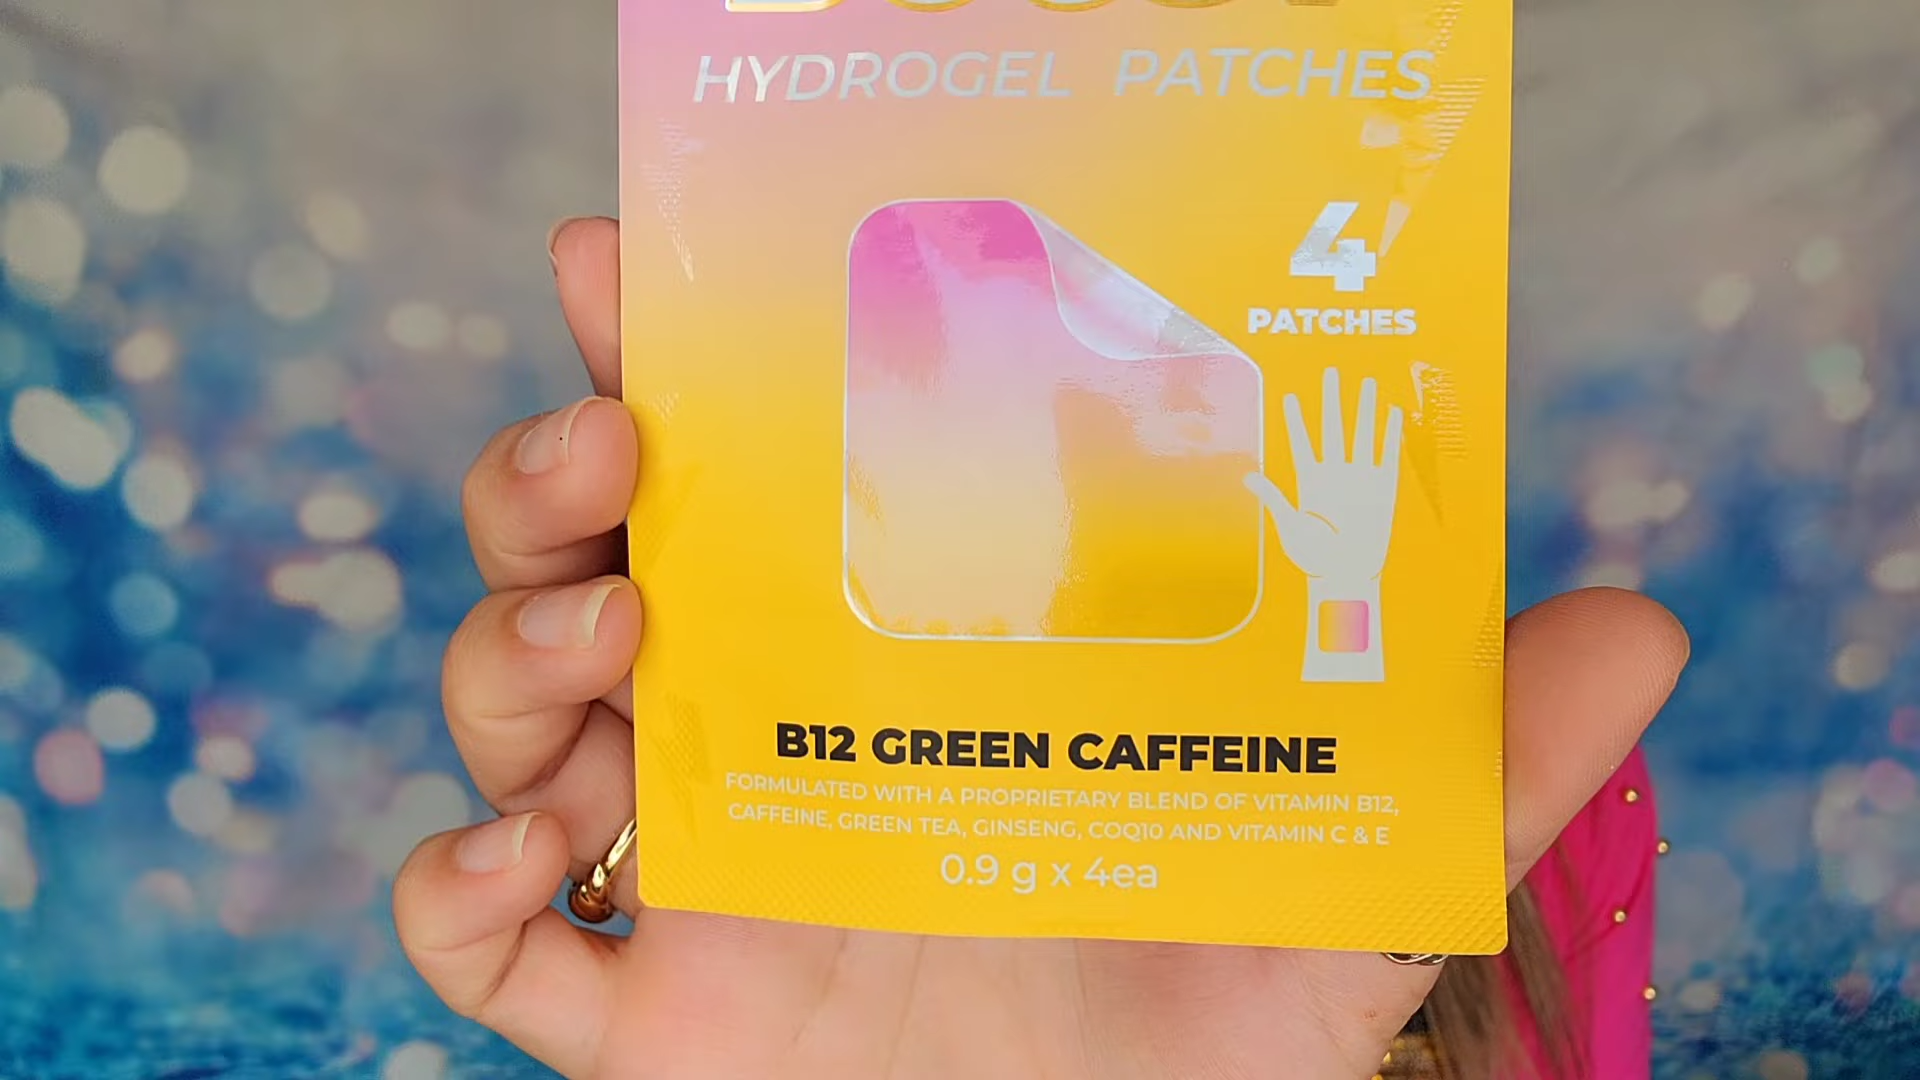 HYDROGEL PATCHES
4
PATCHES
B12 GREEN CAFFEINE
FORMULATED WITH A PROPRIETARY BLEND OF VITAMIN B12,
CAFFEINE, GREEN TEA, GINSENG, COQ10 AND VITAMIN C & E
0.9 g x 4ea